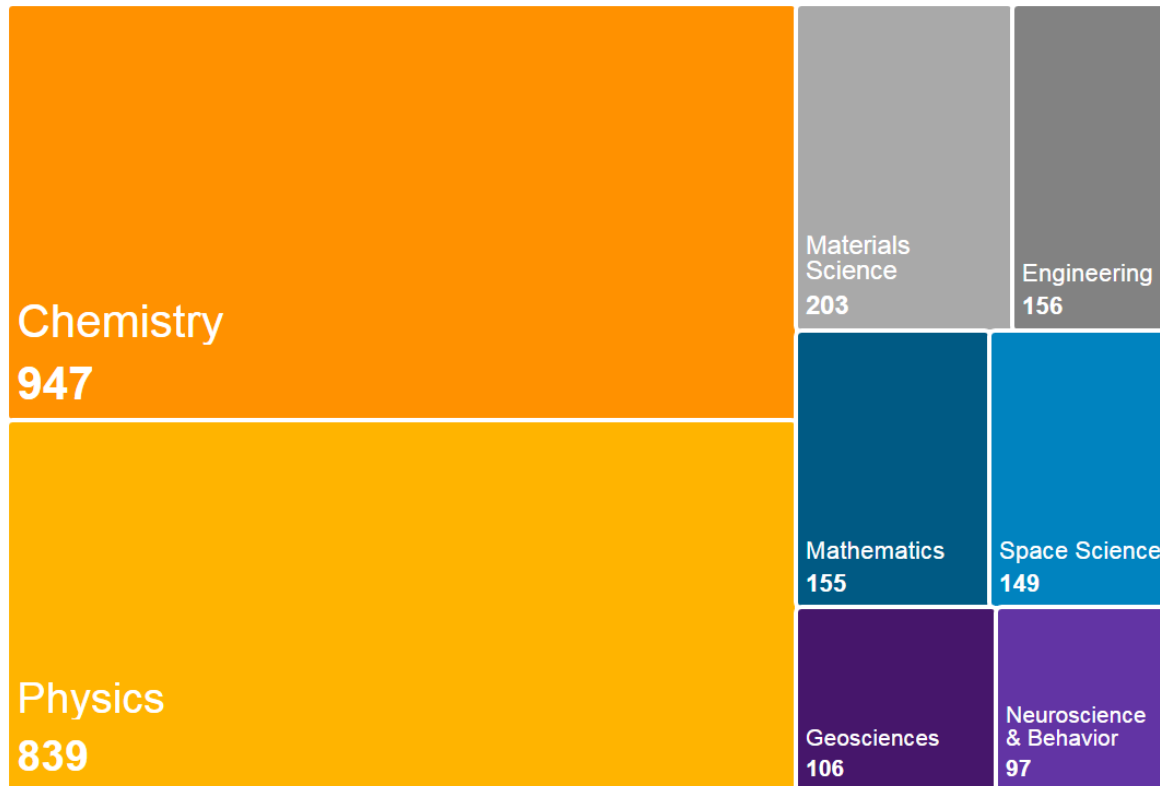 Chemistry
947
Physics
839
Materials
Science
203
Engineering
156
Mathematics
155
Space Science
149
Geosciences
106
Neuroscience
& Behavior
97